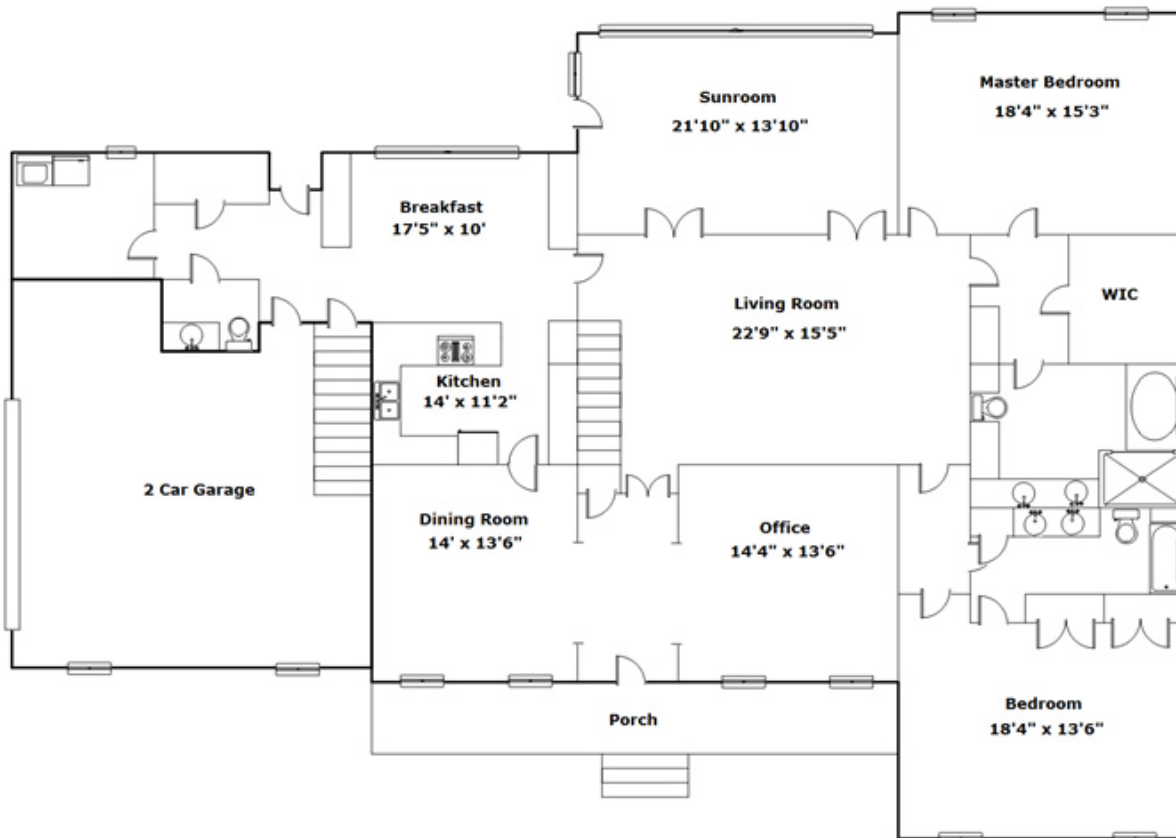 Sunroom
21'10" x 13'10"
Master Bedroom
18'4" x 15'3"
Breakfast
17'5" x 10'
Living Room
22'9" x 15'5"
WIC
Kitchen
14' x 11'2"
2 Car Garage
Dining Room
14' x 13'6"
Office
14'4" x 13'6"
Porch
Bedroom
18'4" x 13'6"